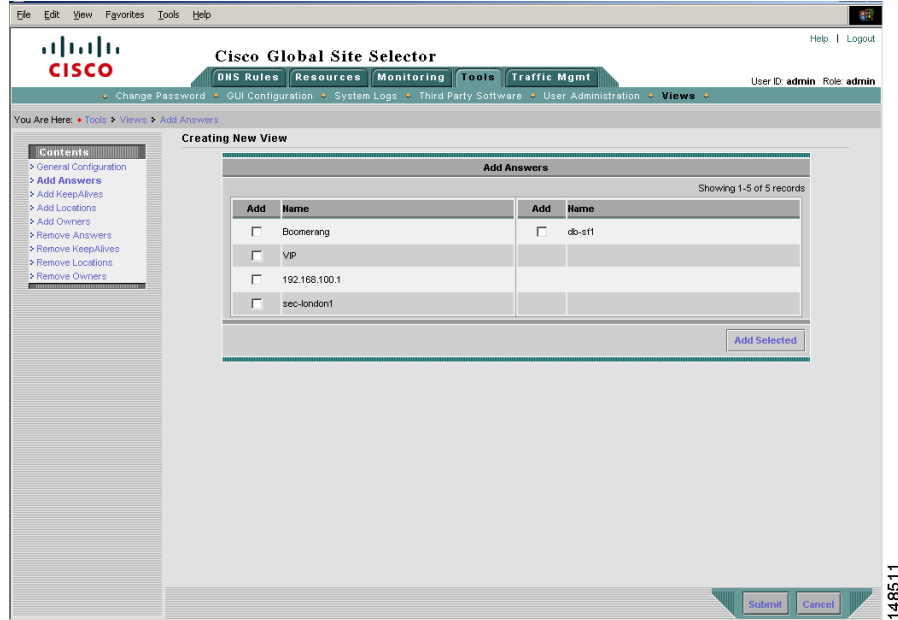 File Edit View Favorites Tools Help
CISCO
Cisco Global Site Selector
Help | Logout
DNS Rules Resources Monitoring Tools Traffic Mgmt
User ID: admin Role: admin
Change Password GUI Configuration System Logs Third Party Software User Administration Views
You Are Here: Tools Views Add Answers
Contents
General Configuration
Add Answers
Add KeepAlives
Add Locations
Add Owners
Remove Answers
Remove KeepAlives
Remove Locations
Remove Owners
Creating New View
Add Answers
Showing 1-5 of 5 records
Add Name Add Name
Boomerang db-sf1
VIP
192.168.100.1
sec-london1
Add Selected
Submit Cancel
148511